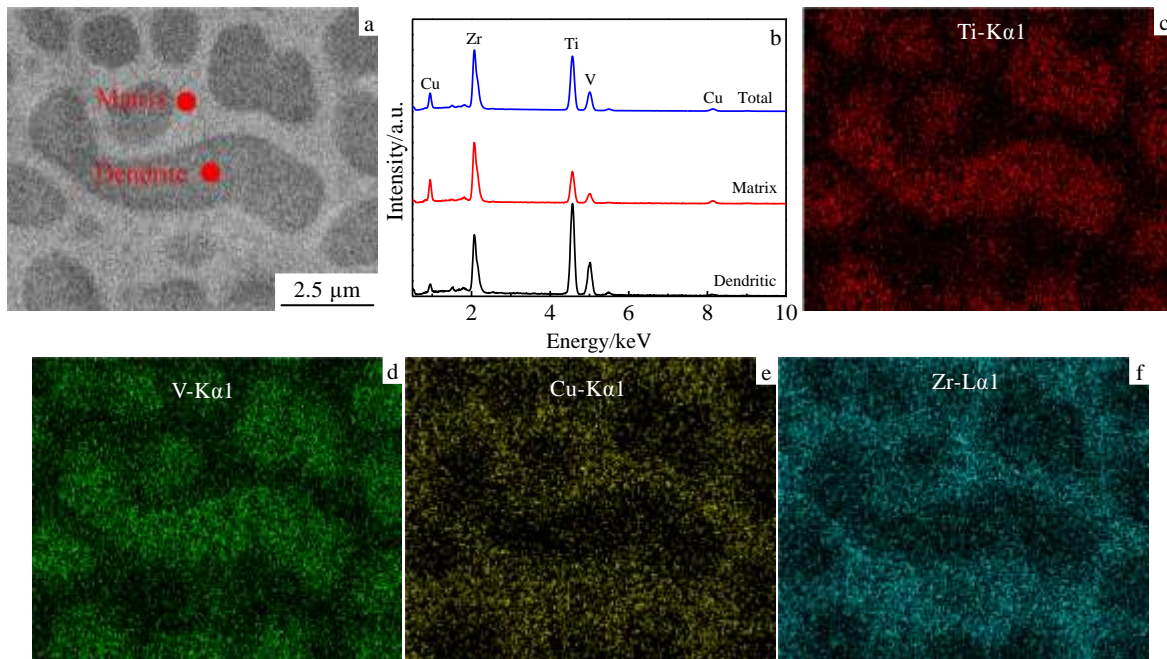 a
Matrix
Dendrite
2.5 μm
b
Zr
Ti
Cu
V
Cu
Total
Matrix
Dendritic
Intensity/a.u.
2
4
6
8
10
Energy/keV
c
Ti-Kα1
d
V-Kα1
e
Cu-Kα1
f
Zr-Lα1